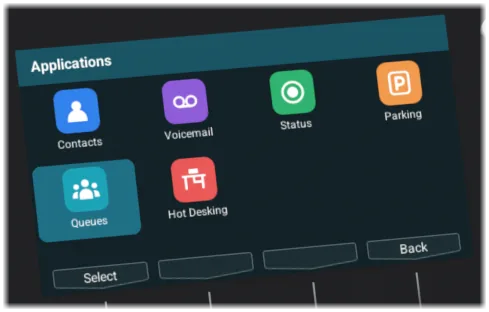 Applications
Contacts
Voicemail
Status
Parking
Queues
Hot Desking
Select
Back